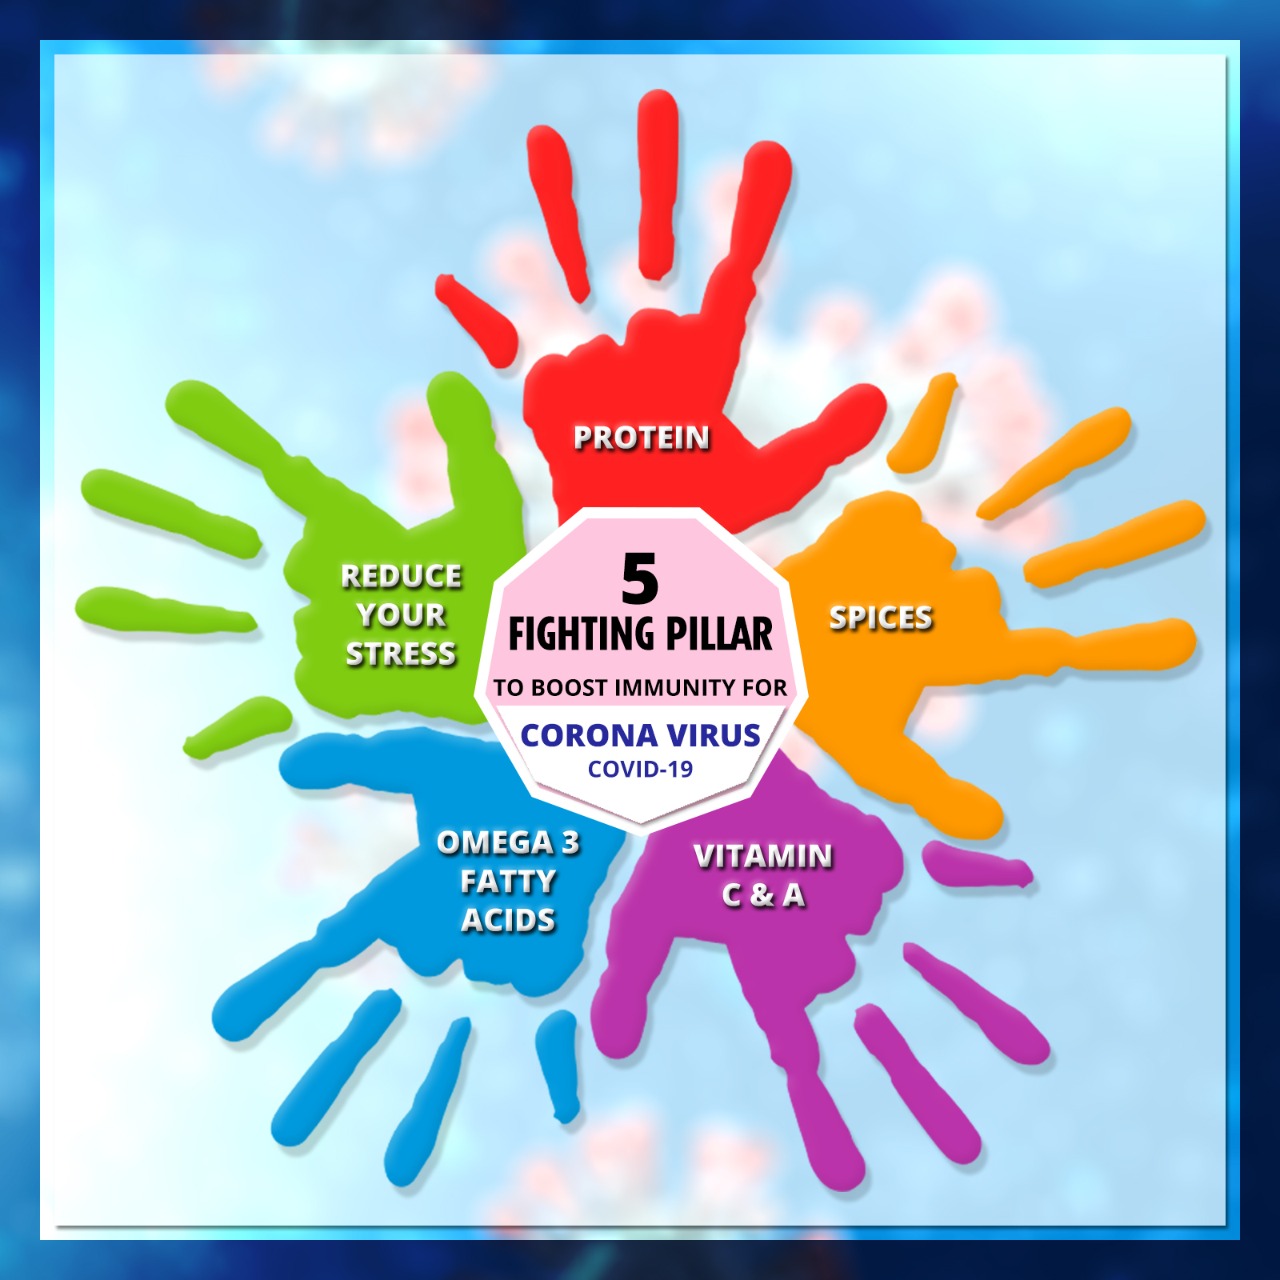 PROTEIN
REDUCE
YOUR
STRESS
SPICES
5
FIGHTING PILLAR
TO BOOST IMMUNITY FOR
CORONA VIRUS
COVID-19
OMEGA 3
FATTY
ACIDS
VITAMIN
C & A